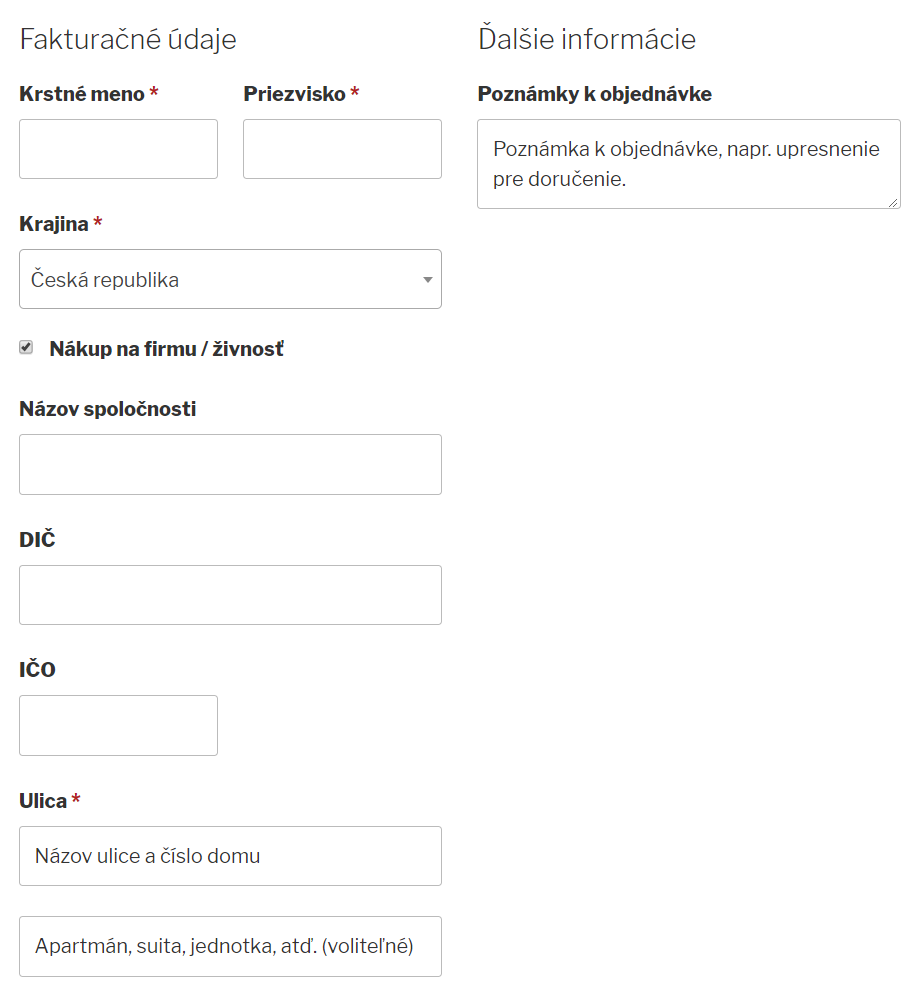 Fakturačné údaje
Krstné meno *
Priezvisko *
Krajina *
Česká republika
Nákup na firmu / živnosť
Názov spoločnosti
DIČ
IČO
Ulica *
Názov ulice a číslo domu
Apartmán, suita, jednotka, atď. (voliteľné)
Ďalšie informácie
Poznámky k objednávke
Poznámka k objednávke, napr. upresnenie
pre doručenie.